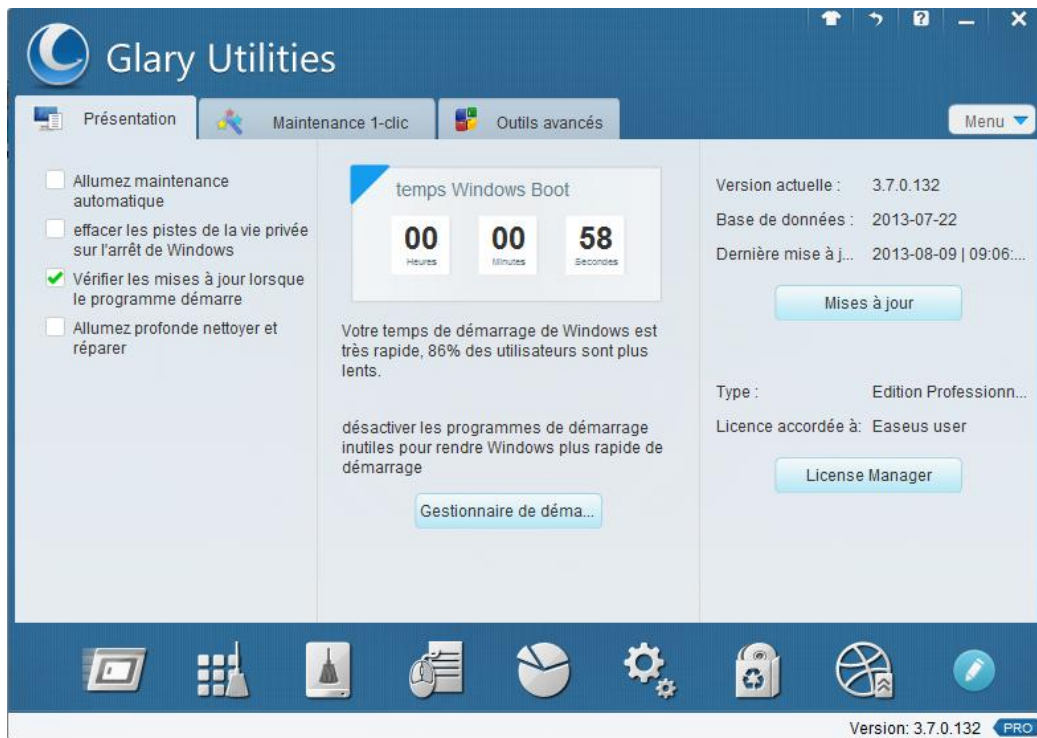 Glary Utilities
Présentation
Maintenance 1-clic
Outils avancés
Menu
Allumez maintenance
automatique
effacer les pistes de la vie privée
sur l'arrêt de Windows
Vérifier les mises à jour lorsque
le programme démarre
Allumez profonde nettoyer et
réparer
temps Windows Boot
00 00 58
Heures Minutes Secondes
Votre temps de démarrage de Windows est
très rapide, 86% des utilisateurs sont plus
lents.
désactiver les programmes de démarrage
inutiles pour rendre Windows plus rapide de
démarrage
Gestionnaire de déma...
Version actuelle : 3.7.0.132
Base de données : 2013-07-22
Dernière mise à j... 2013-08-09 | 09:06:...
Mises à jour
Type : Edition Professionn...
Licence accordée à: Easeus user
License Manager
Version: 3.7.0.132 PRO